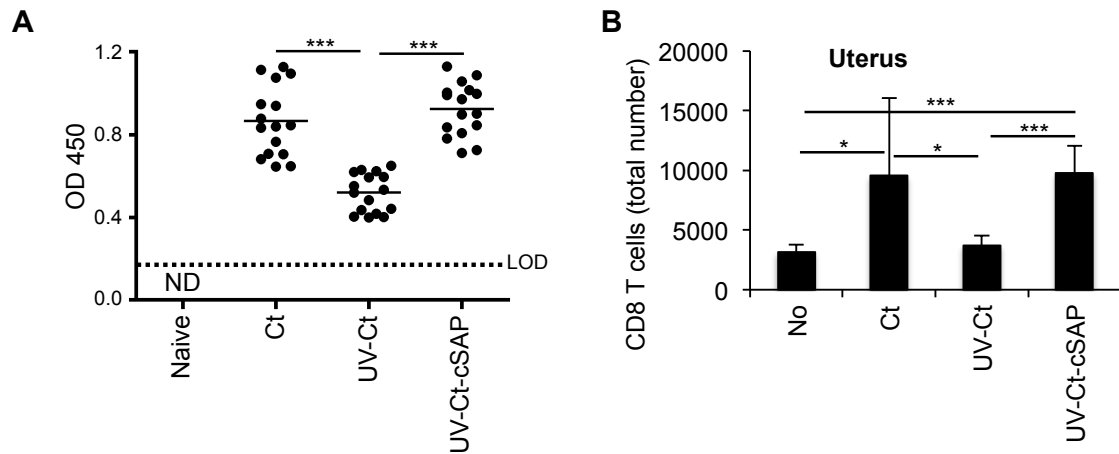 A
OD 450
1.2
0.8
0.4
0.0
***
***
ND
LOD
Naive
Ct
UV-Ct
UV-Ct-cSAP
B
Uterus
CD8 T cells (total number)
20000
15000
10000
5000
0
***
*
*
***
No
Ct
UV-Ct
UV-Ct-cSAP